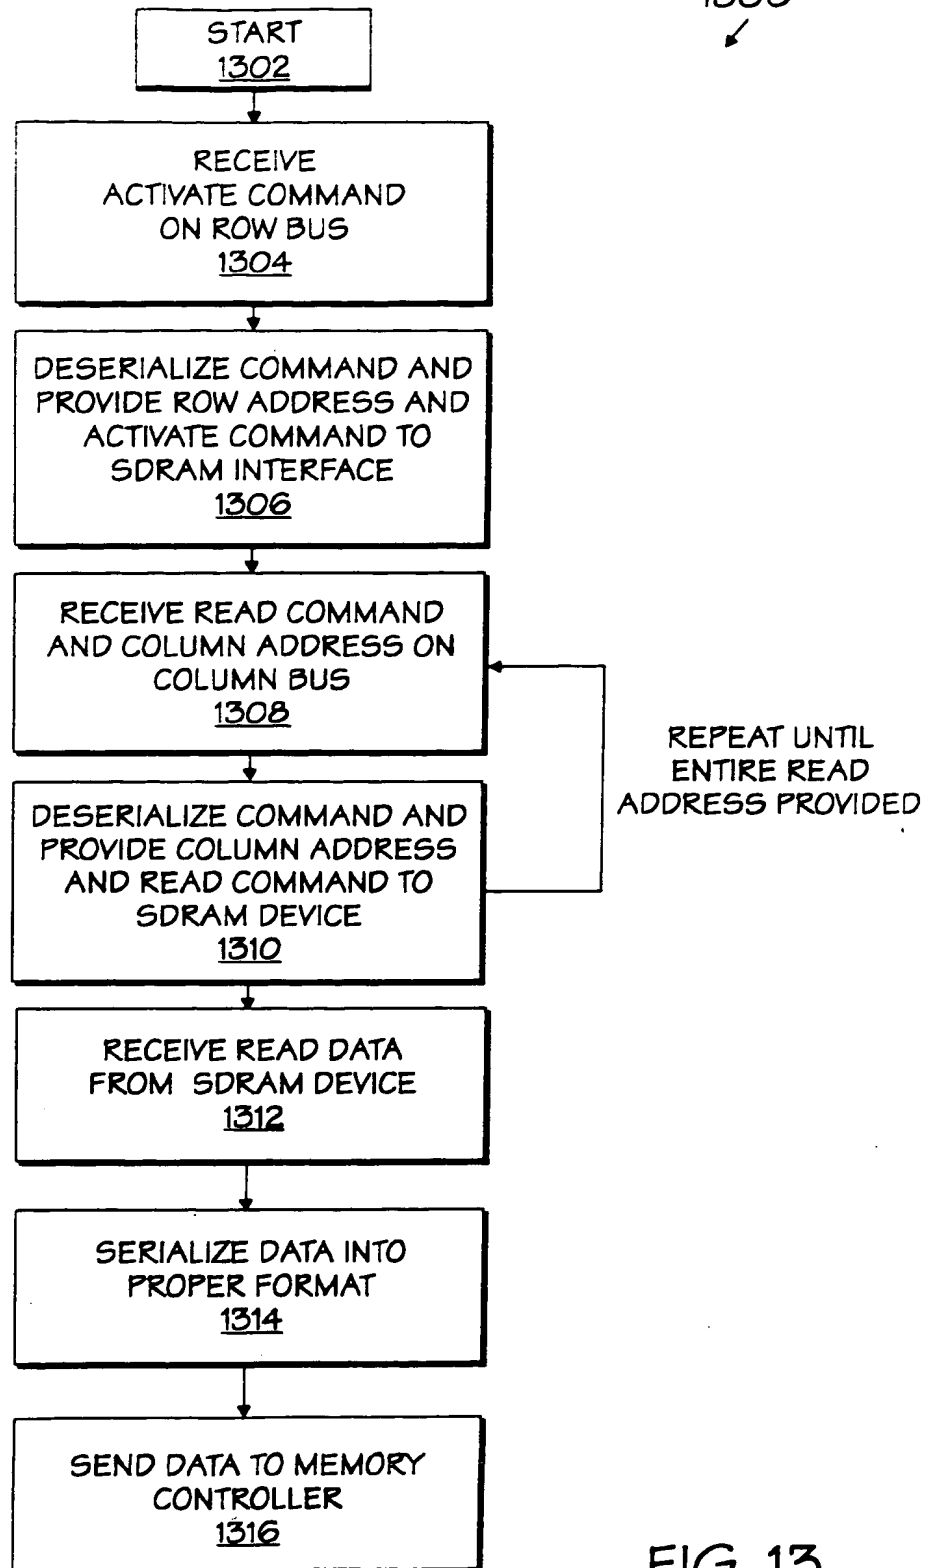 START
1302
RECEIVE
ACTIVATE COMMAND
ON ROW BUS
1304
DESERIALIZE COMMAND AND
PROVIDE ROW ADDRESS AND
ACTIVATE COMMAND TO
SDRAM INTERFACE
1306
RECEIVE READ COMMAND
AND COLUMN ADDRESS ON
COLUMN BUS
1308
REPEAT UNTIL
ENTIRE READ
ADDRESS PROVIDED
DESERIALIZE COMMAND AND
PROVIDE COLUMN ADDRESS
AND READ COMMAND TO
SDRAM DEVICE
1310
RECEIVE READ DATA
FROM SDRAM DEVICE
1312
SERIALIZE DATA INTO
PROPER FORMAT
1314
SEND DATA TO MEMORY
CONTROLLER
1316
FIG. 13